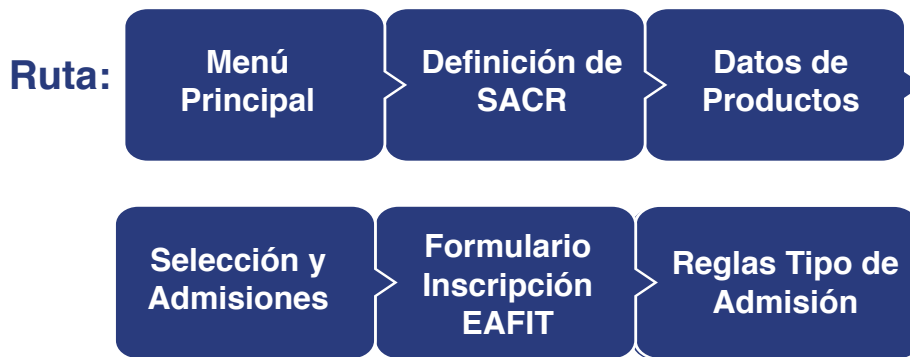 Ruta:
Menú
Principal
Definición de
SACR
Datos de
Productos
Selección y
Admisiones
Formulario
Inscripción
EAFIT
Reglas Tipo de
Admisión